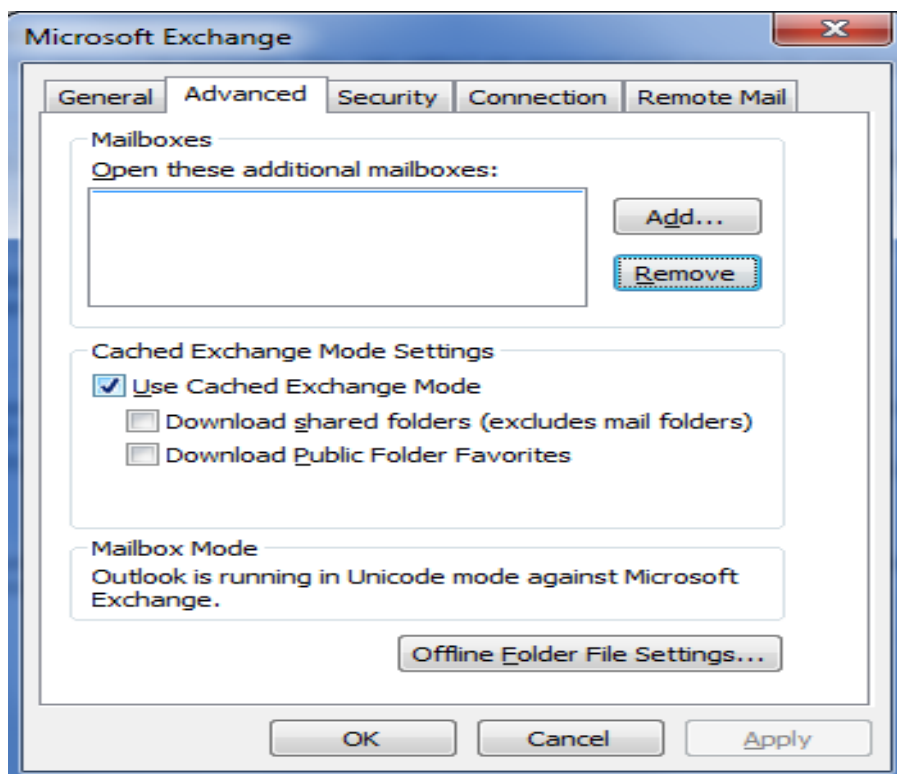 Microsoft Exchange
General Advanced Security Connection Remote Mail
Mailboxes
Open these additional mailboxes:
Add...
Remove
Cached Exchange Mode Settings
Use Cached Exchange Mode
Download shared folders (excludes mail folders)
Download Public Folder Favorites
Mailbox Mode
Outlook is running in Unicode mode against Microsoft
Exchange.
Offline Folder File Settings...
OK Cancel Apply